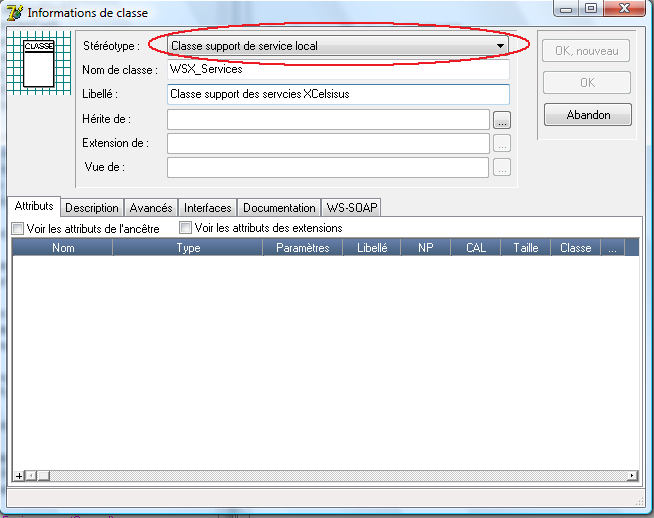 Informations de classe
CLASSE
Stéréotype : Classe support de service local
Nom de classe : WSX_Services
Libellé : Classe support des servcies XCelsisus
Hérite de : ...
Extension de : ...
Vue de : ...
OK, nouveau
OK
Abandon
Attributs Description Avancés Interfaces Documentation WS-SOAP
Voir les attributs de l'ancêtre Voir les attributs des extensions
Nom Type Paramètres Libellé NP CAL Taille Classe ...